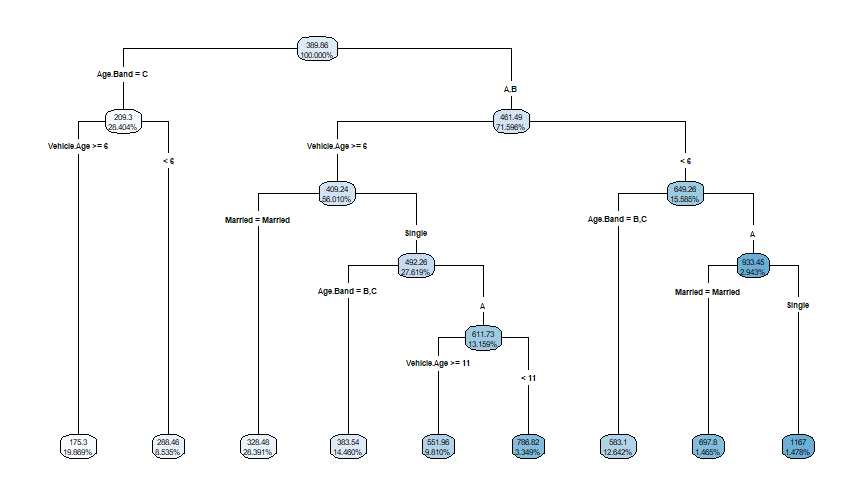 389.86
100.000%
Age.Band = C
A,B
209.3
28.404%
461.49
71.596%
Vehicle.Age >= 6
< 6
Vehicle.Age >= 6
< 6
409.24
56.010%
649.26
15.585%
Married = Married
Single
Age.Band = B,C
A
492.26
27.619%
933.45
2.943%
Age.Band = B,C
A
Married = Married
Single
611.73
13.159%
Vehicle.Age >= 11
< 11
175.3
19.869%
288.46
8.535%
328.48
28.391%
383.54
14.460%
551.96
9.810%
786.82
3.349%
583.1
12.642%
697.8
1.465%
1167
1.478%